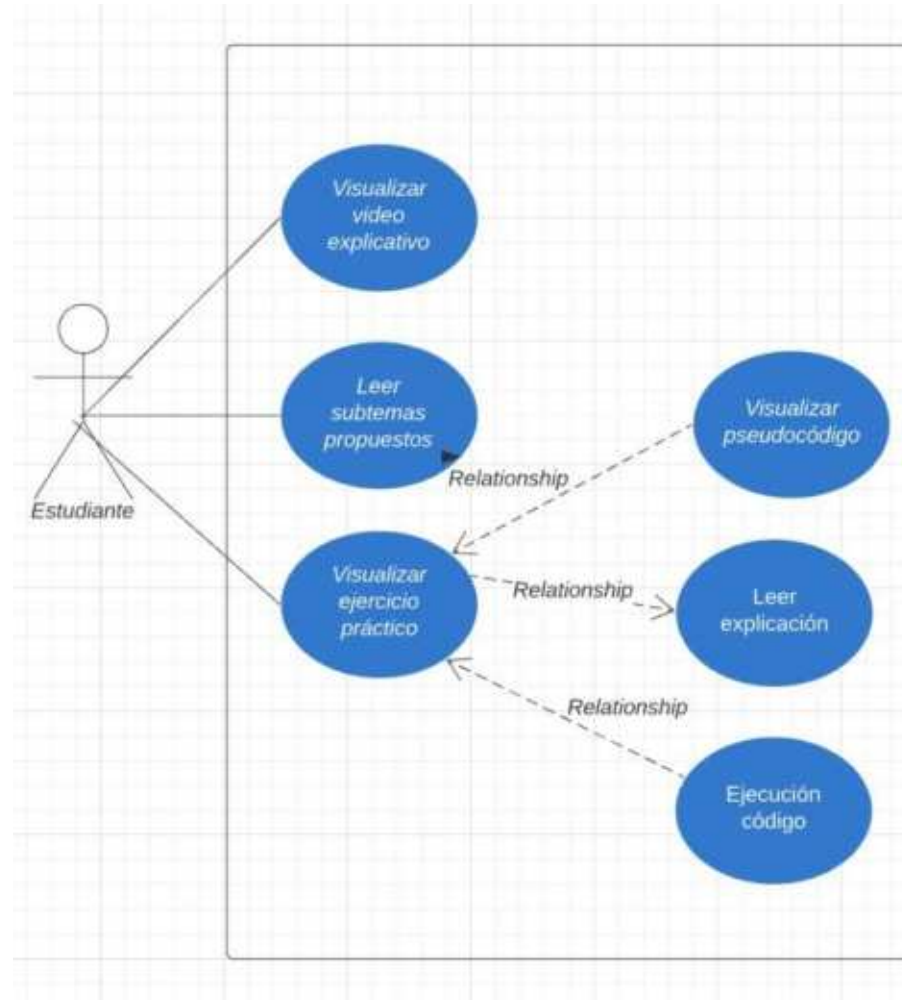 Visualizar
video
explicativo
Leer
subtemas
propuestos
Visualizar
pseudocódigo
Relationship
Estudiante
Visualizar
ejercicio
práctico
Relationship
Leer
explicación
Relationship
Ejecución
código